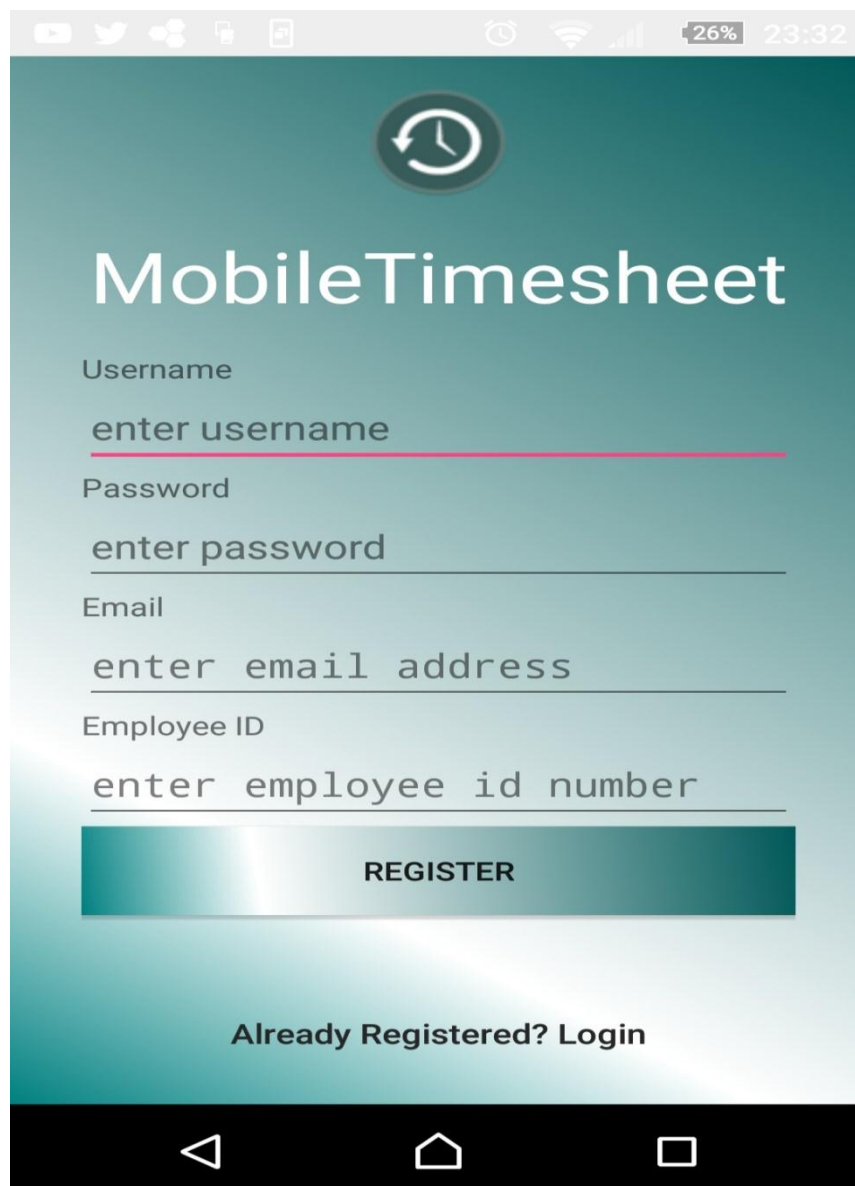 26% 23:32
MobileTimesheet
Username
enter username
Password
enter password
Email
enter email address
Employee ID
enter employee id number
REGISTER
Already Registered? Login